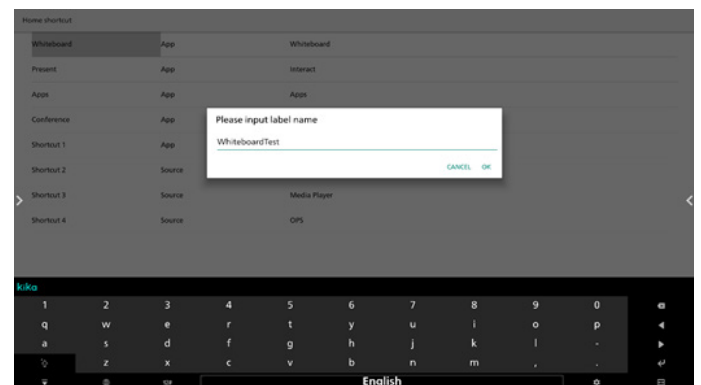 Home shortcut
Whiteboard App Whiteboard
Present App Interact
Apps App Apps
Conference App
Please input label name
Shortcut 1 App
WhiteboardTest
Shortcut 2 Source
CANCEL OK
Shortcut 3 Source Media Player
Shortcut 4 Source OPS
kika
1 2 3 4 5 6 7 8 9 0
q w e r t y u i o p
a s d f g h j k l -
z x c v b n m , .
English